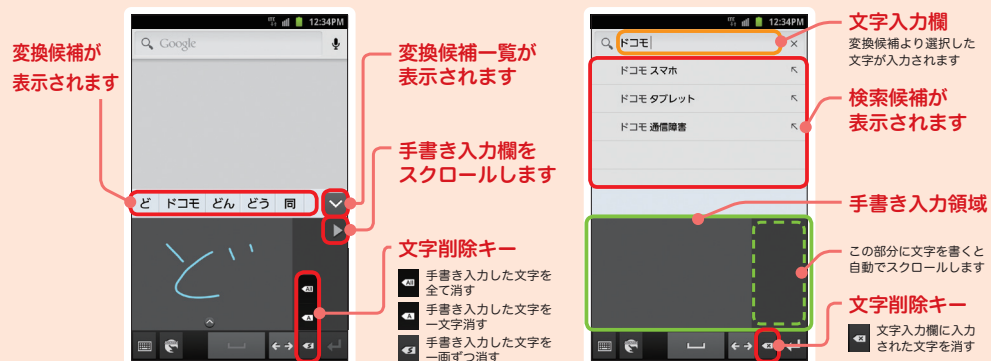 変換候補が
表示されます
12:34PM
Google
ど ドコモ どん どう 同
ど
変換候補一覧が
表示されます
手書き入力欄を
スクロールします
文字削除キー
手書き入力した文字を
全て消す
手書き入力した文字を
一文字消す
手書き入力した文字を
一画ずつ消す
12:34PM
ドコモ
ドコモ スマホ
ドコモ タブレット
ドコモ 通信障害
文字入力欄
変換候補より選択した
文字が入力されます
検索候補が
表示されます
手書き入力領域
この部分に文字を書くと
自動でスクロールします
文字削除キー
文字入力欄に入力
された文字を消す